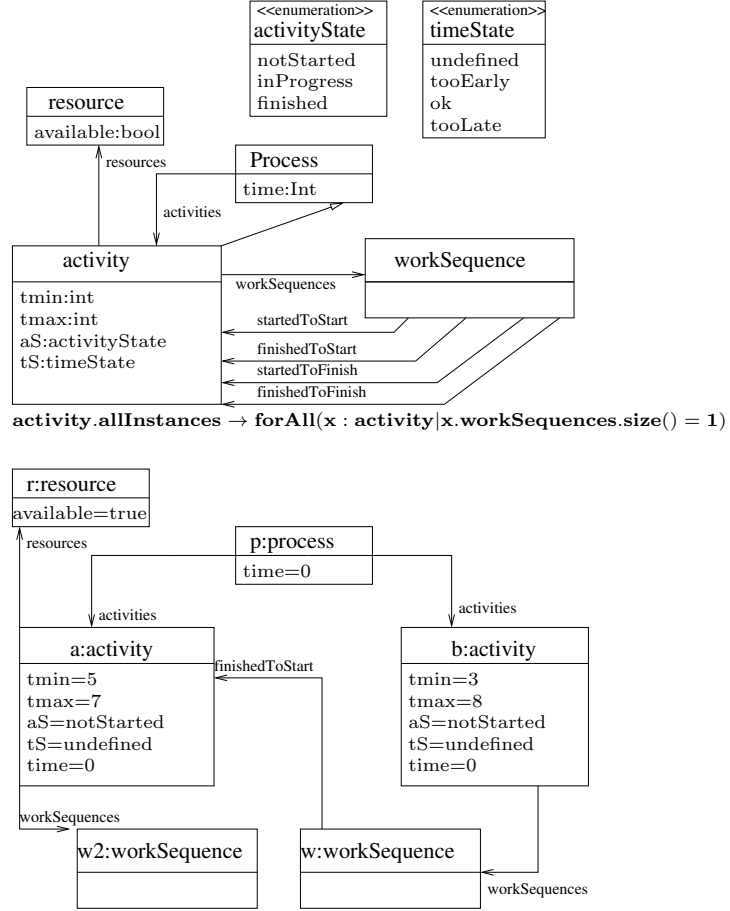 <<enumeration>>
activityState
notStarted
inProgress
finished
<<enumeration>>
timeState
undefined
tooEarly
ok
tooLate
resource
available:bool
resources
Process
time:Int
activities
activity
tmin:int
tmax:int
aS:activityState
tS:timeState
workSequences
workSequence
startedToStart
finishedToStart
startedToFinish
finishedToFinish
activity.allInstances → forAll(x : activity|x.workSequences.size() = 1)
r:resource
available=true
resources
p:process
time=0
activities
activities
a:activity
tmin=5
tmax=7
aS=notStarted
tS=undefined
time=0
finishedToStart
b:activity
tmin=3
tmax=8
aS=notStarted
tS=undefined
time=0
workSequences
w2:workSequence
w:workSequence
workSequences